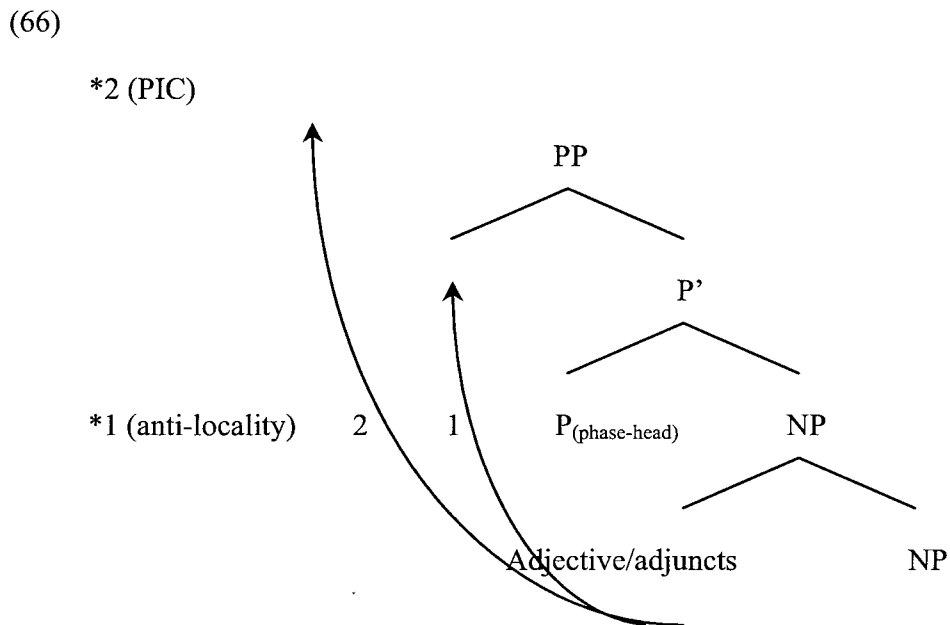 (66)
*2 (PIC)
PP
P’
*1 (anti-locality) 2 1 P(phase-head) NP
Adjective/adjuncts NP